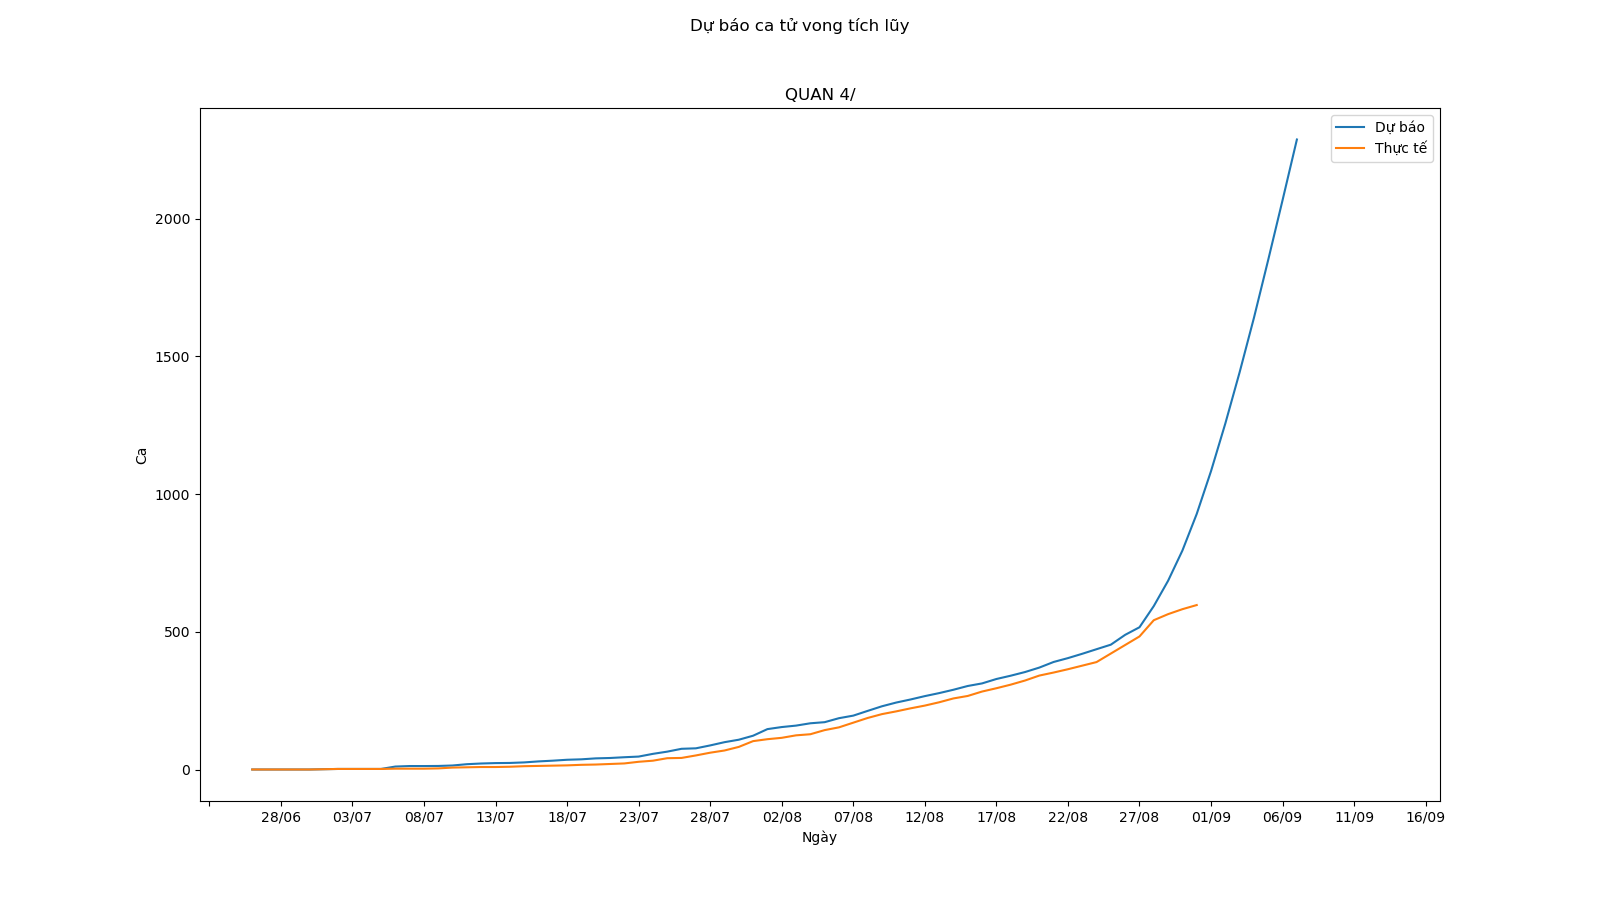 Dự báo ca tử vong tích lũy
QUAN 4/
Dự báo
Thực tế
Ca
2000
1500
1000
500
0
28/06 03/07 08/07 13/07 18/07 23/07 28/07 02/08 07/08 12/08 17/08 22/08 27/08 01/09 06/09 11/09 16/09
Ngày